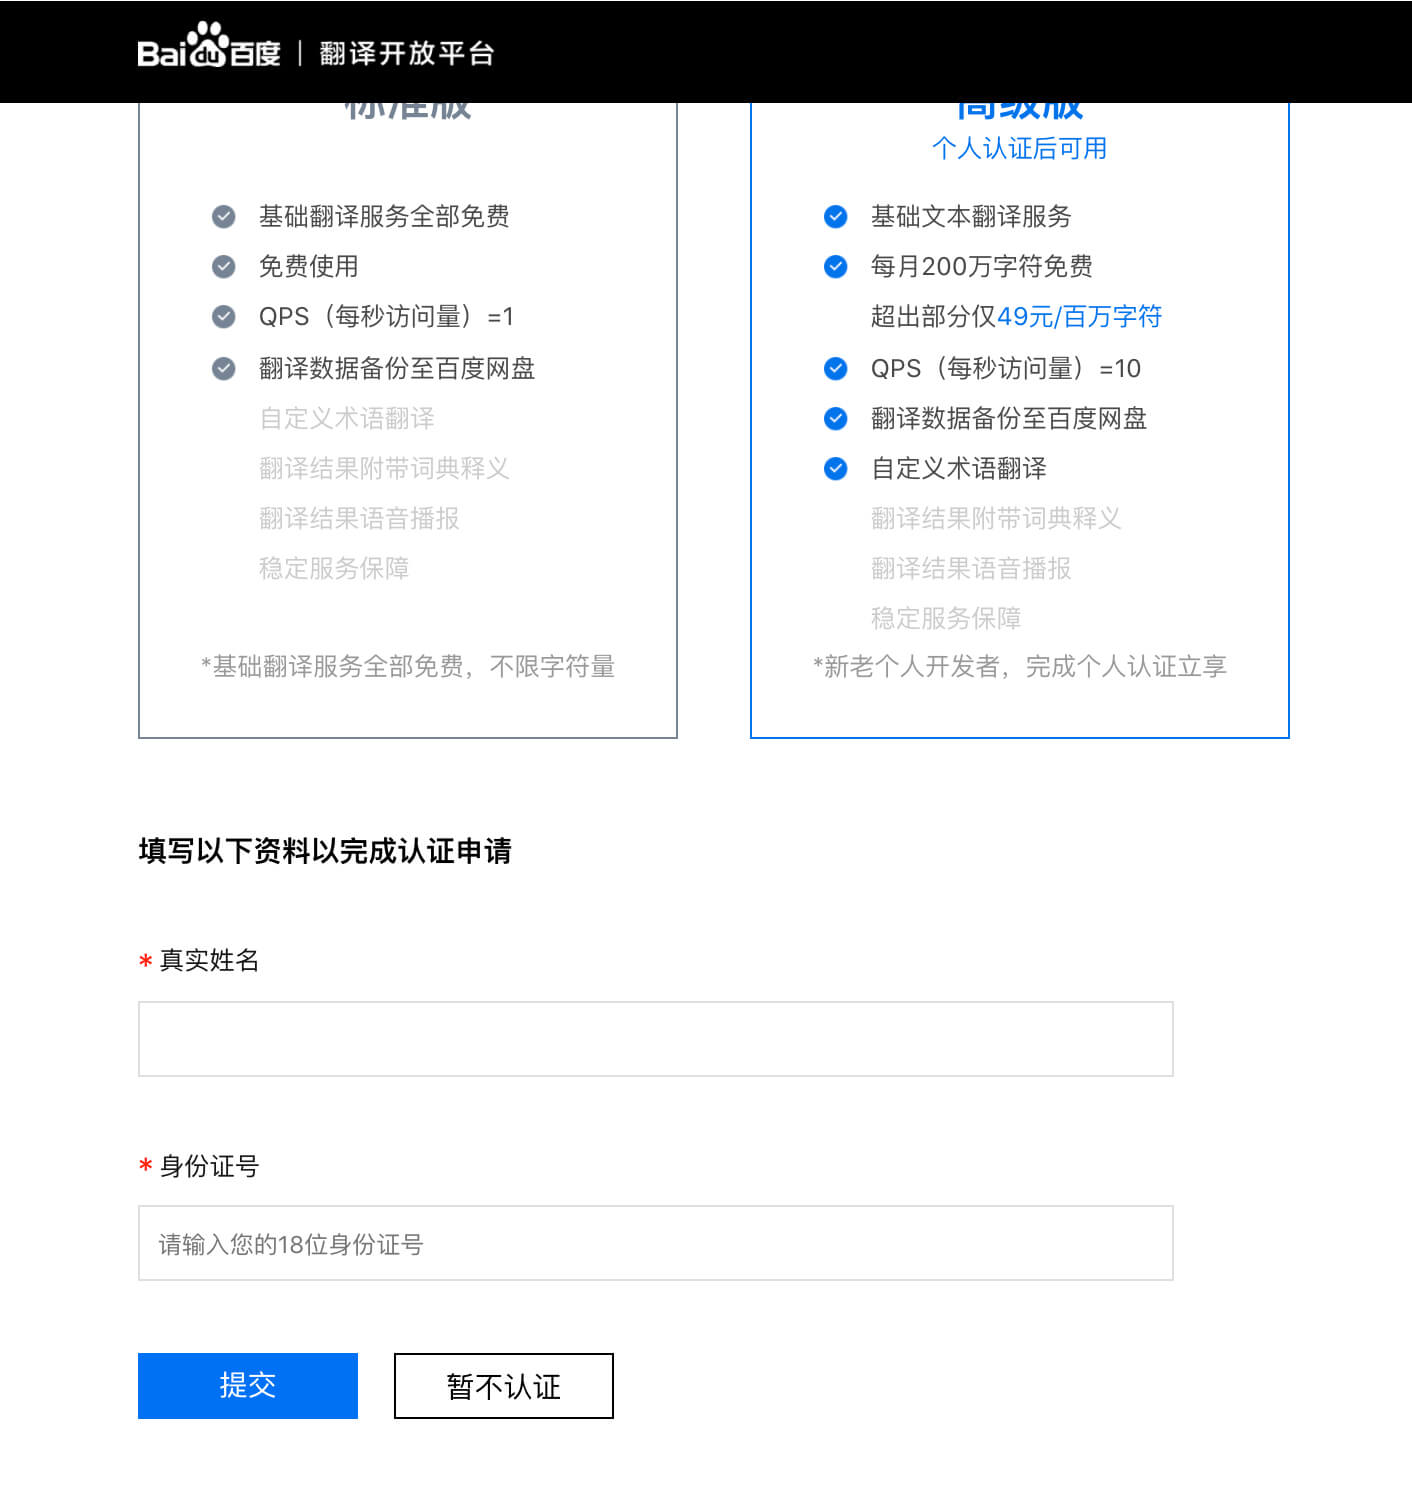 Bai du 百度 | 翻译开放平台
标准版
基础翻译服务全部免费
免费使用
QPS（每秒访问量）=1
翻译数据备份至百度网盘
自定义术语翻译
翻译结果附带词典释义
翻译结果语音播报
稳定服务保障
*基础翻译服务全部免费，不限字符量
高级版
个人认证后可用
基础文本翻译服务
每月200万字符免费
超出部分仅49元/百万字符
QPS（每秒访问量）=10
翻译数据备份至百度网盘
自定义术语翻译
翻译结果附带词典释义
翻译结果语音播报
稳定服务保障
*新老个人开发者，完成个人认证立享
填写以下资料以完成认证申请
* 真实姓名
* 身份证号
请输入您的18位身份证号
提交
暂不认证